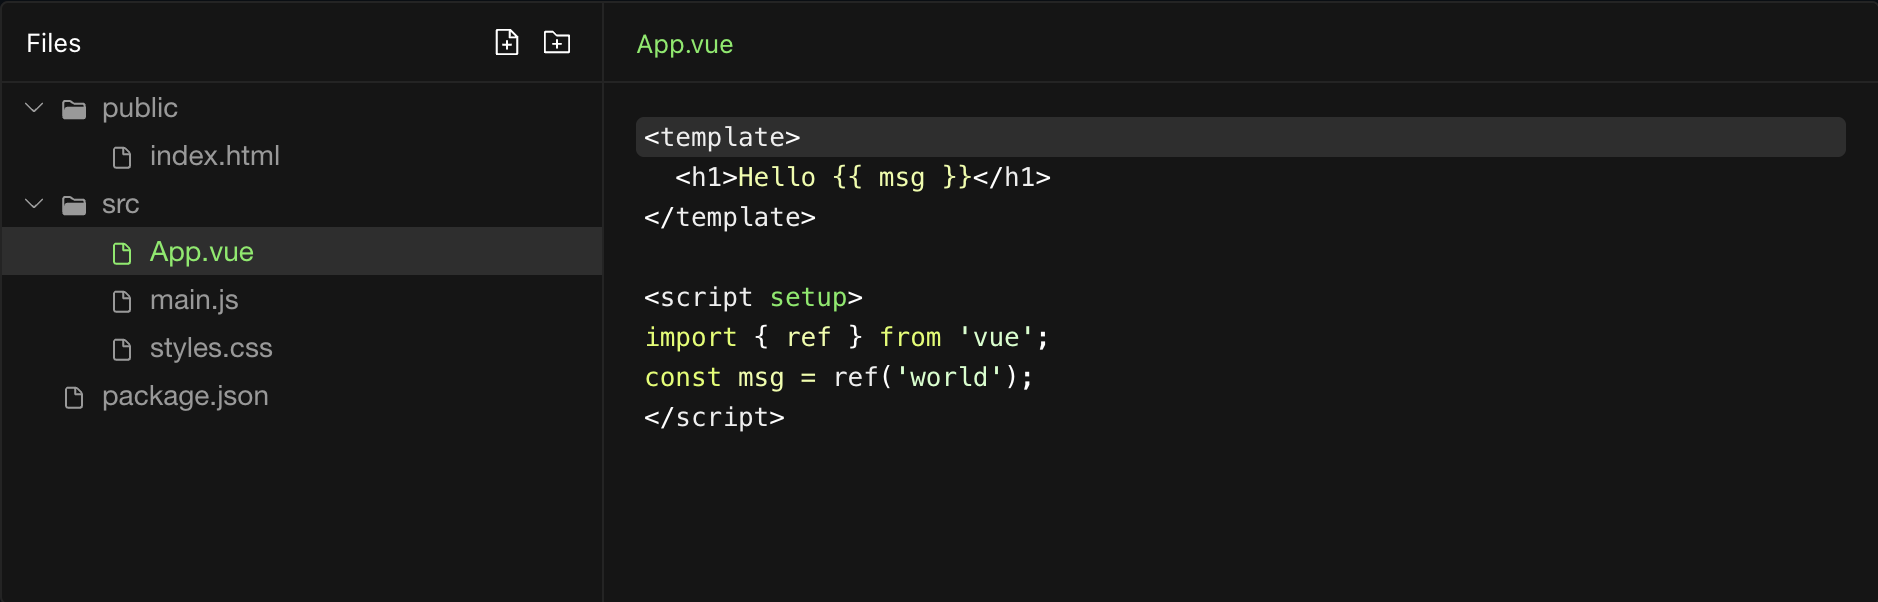 Files
public
index.html
src
App.vue
main.js
styles.css
package.json
App.vue
<template>
  <h1>Hello {{ msg }}</h1>
</template>

<script setup>
import { ref } from 'vue';
const msg = ref('world');
</script>